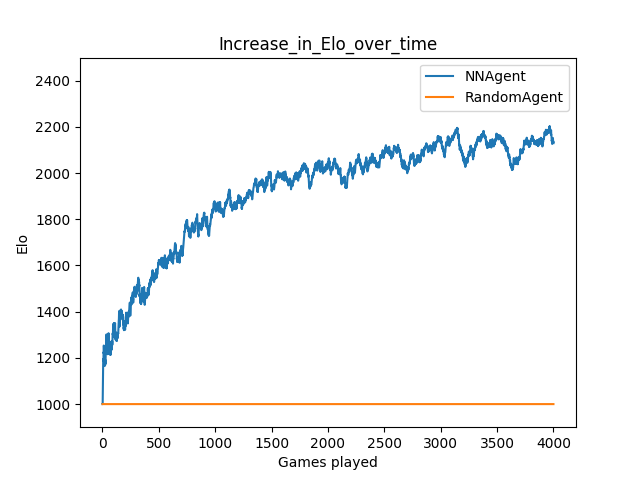 Increase_in_Elo_over_time
NNAgent
RandomAgent
2400
2200
2000
1800
1600
1400
1200
1000
Elo
0 500 1000 1500 2000 2500 3000 3500 4000
Games played